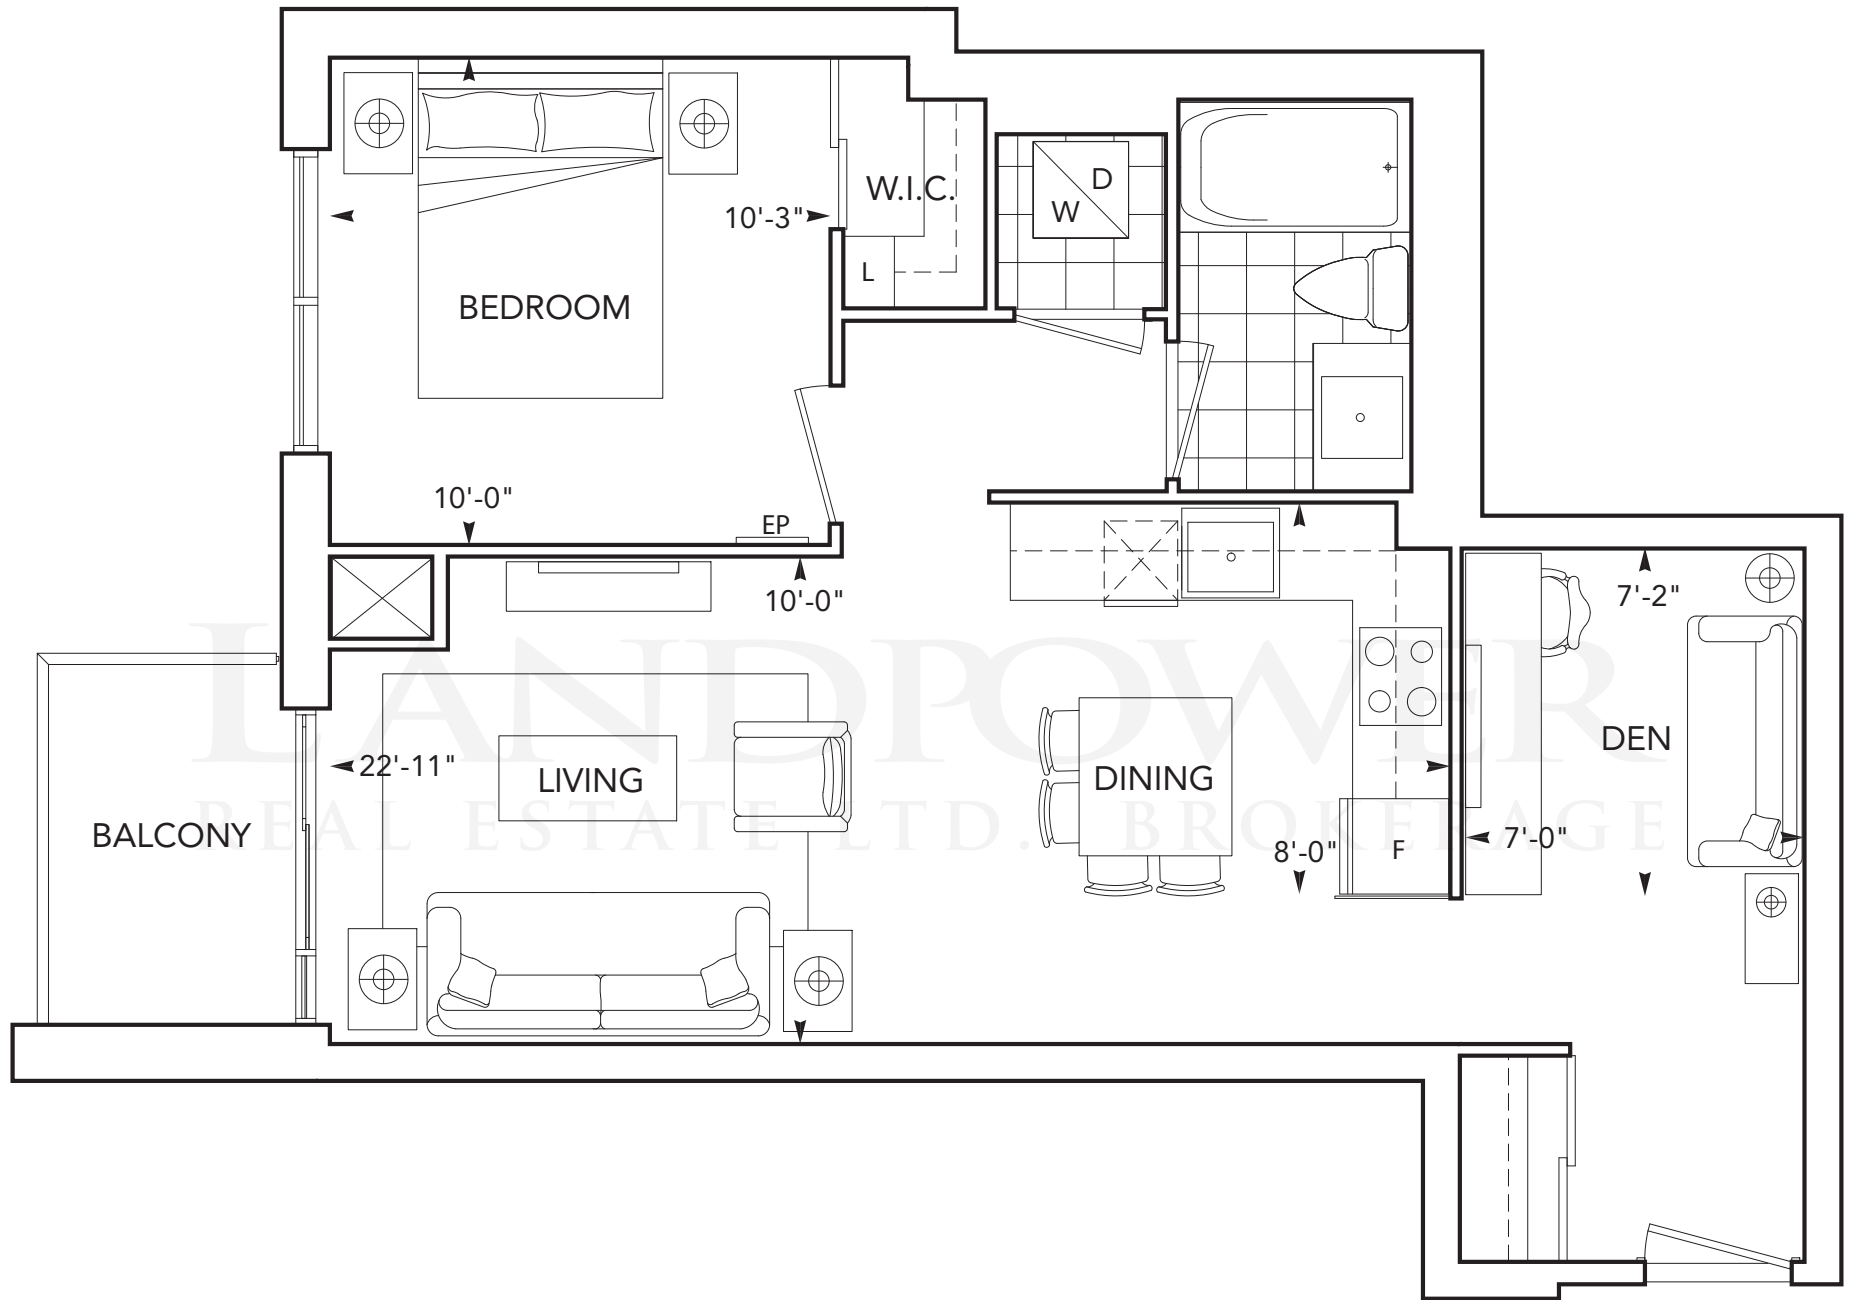 D
W
W.I.C.
10'-3"
L
BEDROOM
10'-0"
EP
10'-0"
7'-2"
LANDPOWER
DEN
22'-11"
LIVING
DINING
REAL ESTATE LTD. BROKERAGE
BALCONY
8'-0"
F
7'-0"